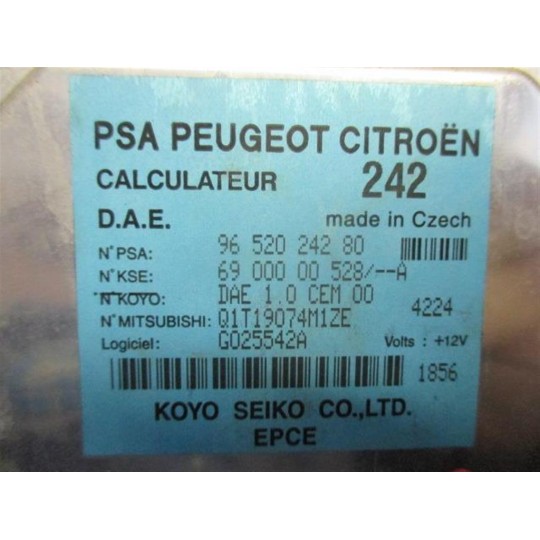 PSA PEUGEOT CITROËN
CALCULATEUR 242
D.A.E. made in Czech
N°PSA: 96 520 242 80
N°KSE: 69 000 00 528/--A
N°KOYO: DAE 1.0 CEM 00
4224
N°MITSUBISHI: Q1T19074M1ZE
Logiciel: G025542A Volts : +12V
1856
KOYO SEIKO CO.,LTD.
EPCE